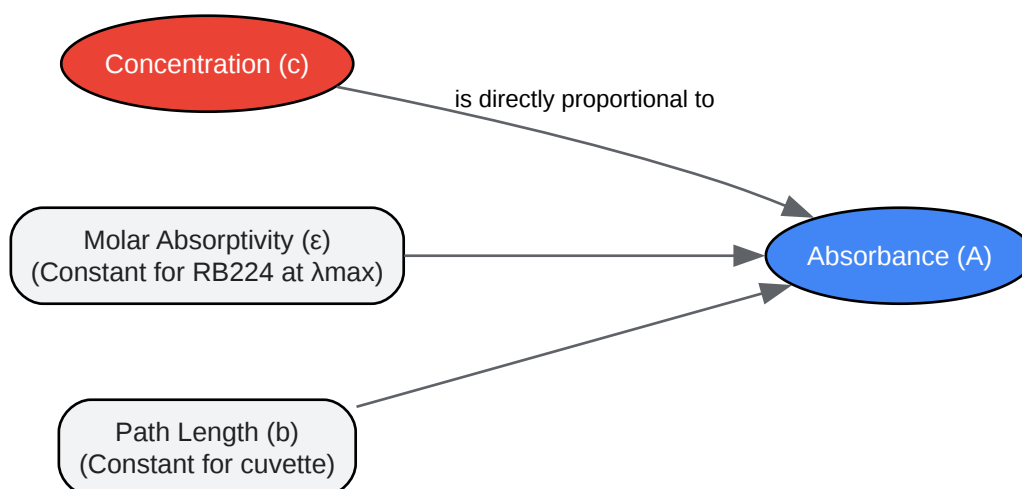 Concentration (c)
is directly proportional to
Molar Absorptivity (ε)
(Constant for RB224 at λmax)
Absorbance (A)
Path Length (b)
(Constant for cuvette)